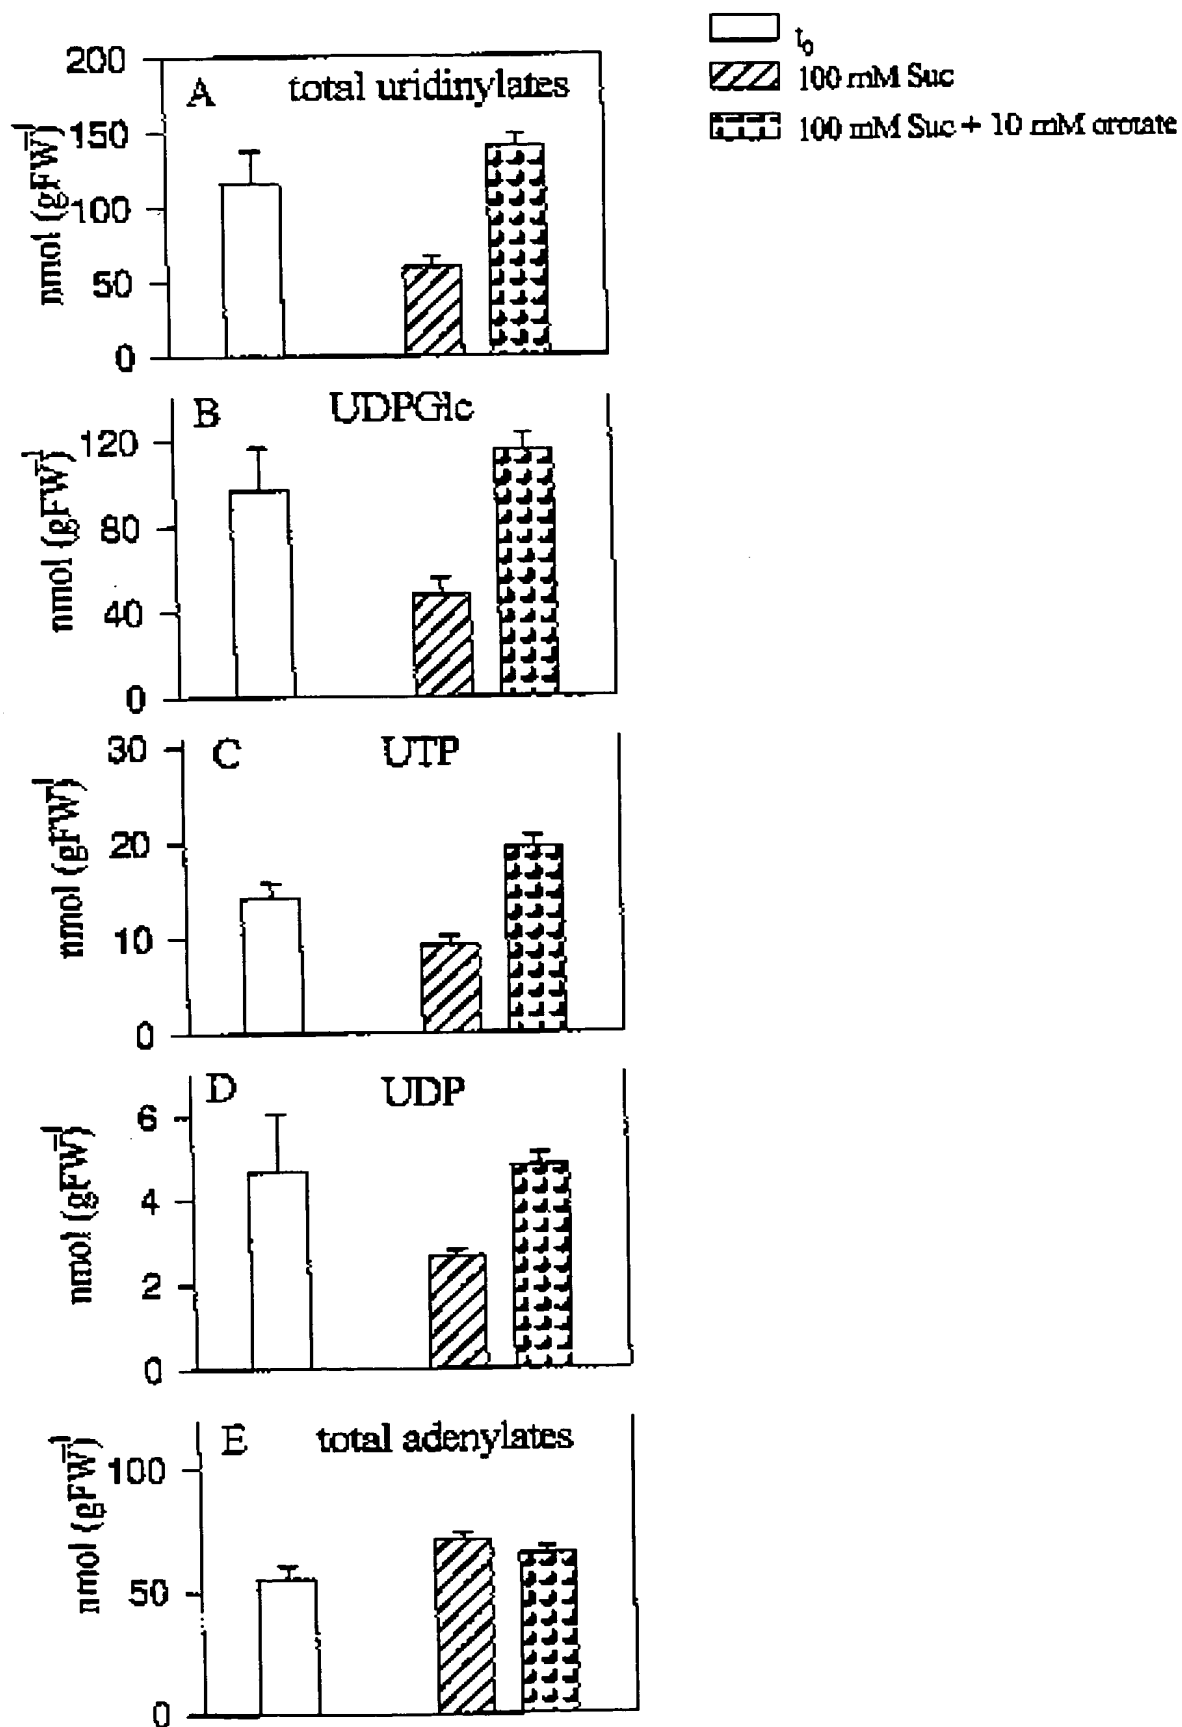 t₀
100 mM Suc
100 mM Suc + 10 mM orotate
A total uridinylates
200
150
100
50
0
nmol (gFW⁻¹)
B UDPGlc
120
80
40
0
nmol (gFW⁻¹)
C UTP
30
20
10
0
nmol (gFW⁻¹)
D UDP
6
4
2
0
nmol (gFW⁻¹)
E total adenylates
100
50
0
nmol (gFW⁻¹)